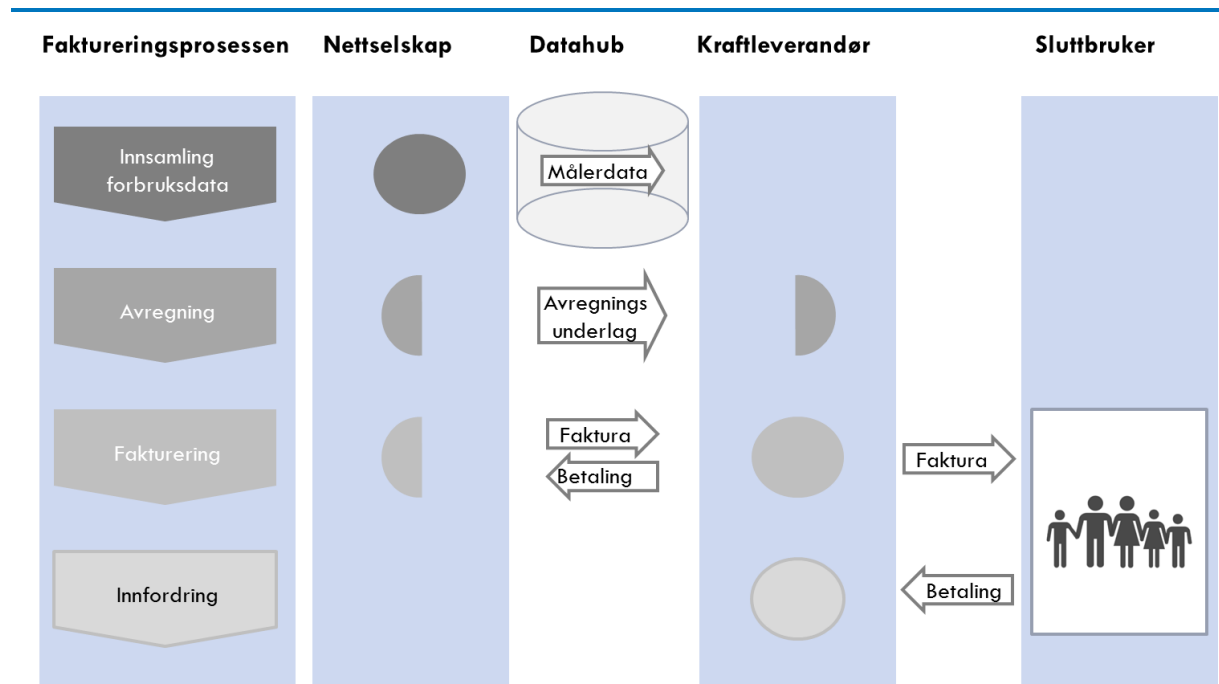 Faktureringsprosessen
Nettselskap
Datahub
Kraftleverandør
Sluttbruker
Innsamling
forbruksdata
Målerdata
Avregning
Avregnings
underlag
Fakturering
Faktura
Betaling
Faktura
Innfordring
Betaling